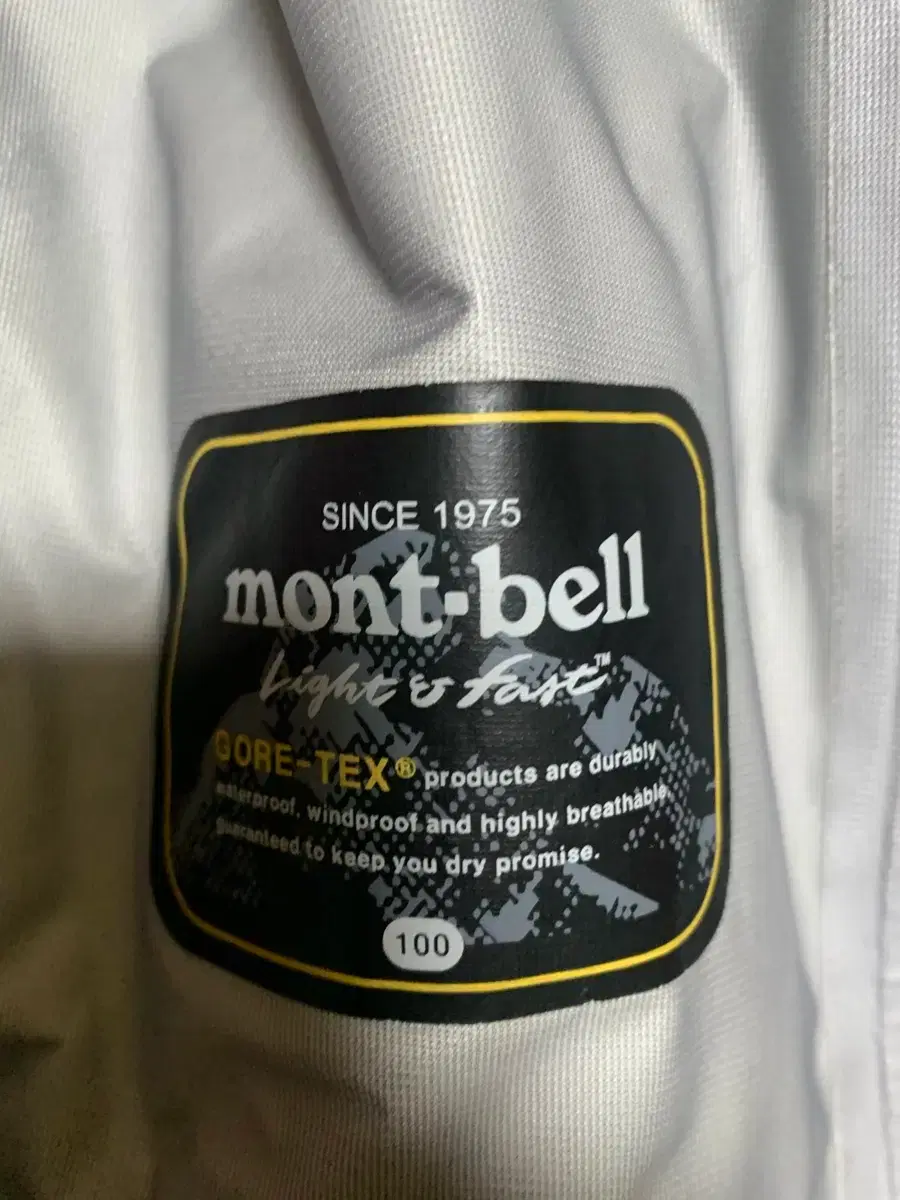 SINCE 1975
mont-bell
Light & fast™
GORE-TEX® products are durably
waterproof, windproof and highly breathable,
guaranteed to keep you dry promise.
100